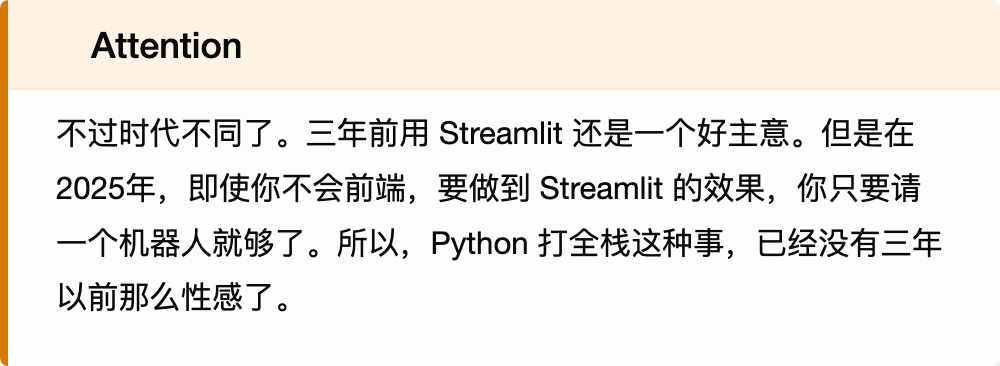 Attention
不过时代不同了。三年前用 Streamlit 还是一个好主意。但是在
2025年，即使你不会前端，要做到 Streamlit 的效果，你只要请
一个机器人就够了。所以，Python 打全栈这种事，已经没有三年
以前那么性感了。